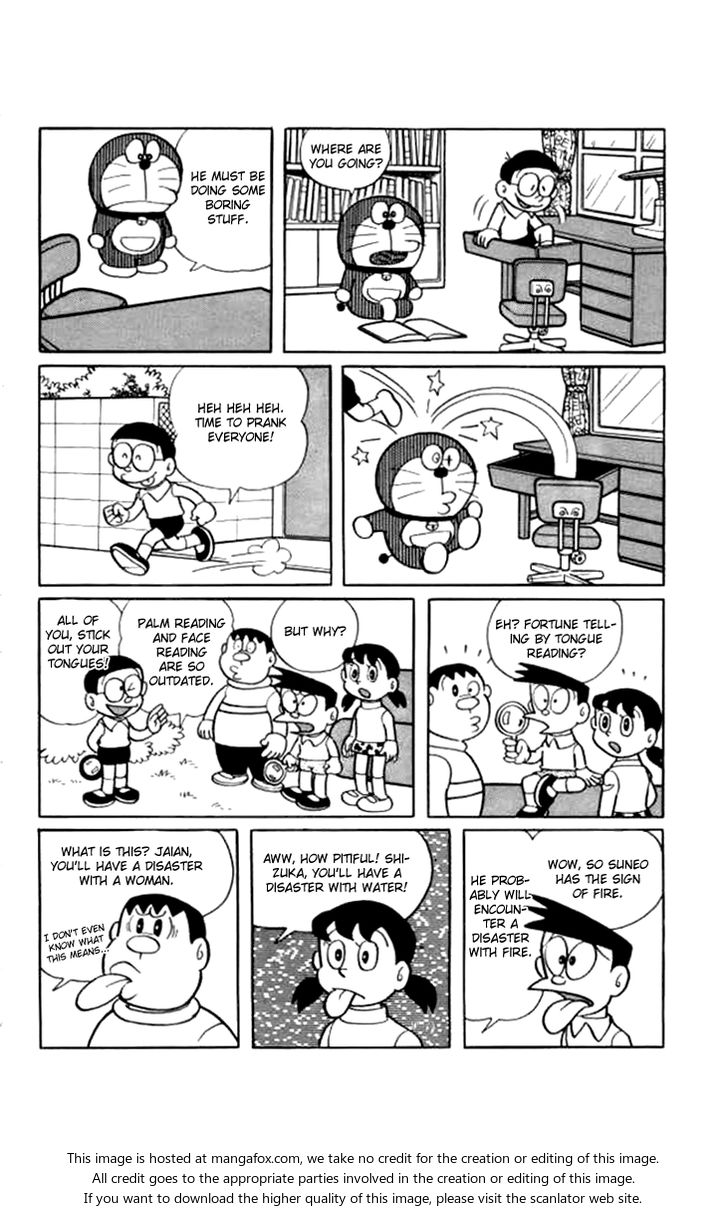 HE MUST BE
DOING SOME
BORING
STUFF.
WHERE ARE
YOU GOING?
HEH HEH HEH.
TIME TO PRANK
EVERYONE!
ALL OF
YOU, STICK
OUT YOUR
TONGUES!
PALM READING
AND FACE
READING
ARE SO
OUTDATED.
BUT WHY?
EH? FORTUNE TELL-
ING BY TONGUE
READING?
WHAT IS THIS? JAIAN,
YOU'LL HAVE A DISASTER
WITH A WOMAN.
I DON'T EVEN
KNOW WHAT
THIS MEANS...
AWW, HOW PITIFUL! SHI-
ZUKA, YOU'LL HAVE A
DISASTER WITH WATER!
WOW, SO SUNEO
HAS THE SIGN
OF FIRE.
HE PROB-
ABLY WILL
ENCOUN-
TER A
DISASTER
WITH FIRE.
This image is hosted at mangafox.com, we take no credit for the creation or editing of this image.
All credit goes to the appropriate parties involved in the creation or editing of this image.
If you want to download the higher quality of this image, please visit the scanlator web site.